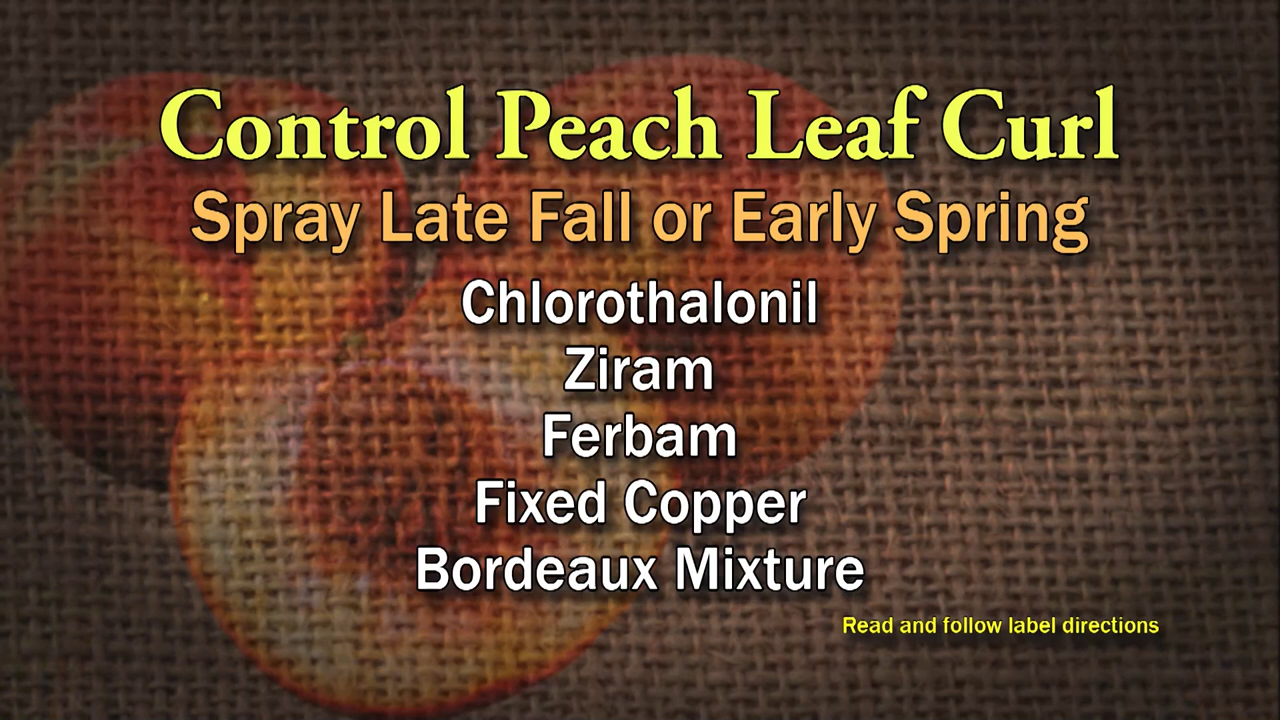 Control Peach Leaf Curl
Spray Late Fall or Early Spring
Chlorothalonil
Ziram
Ferbam
Fixed Copper
Bordeaux Mixture
Read and follow label directions